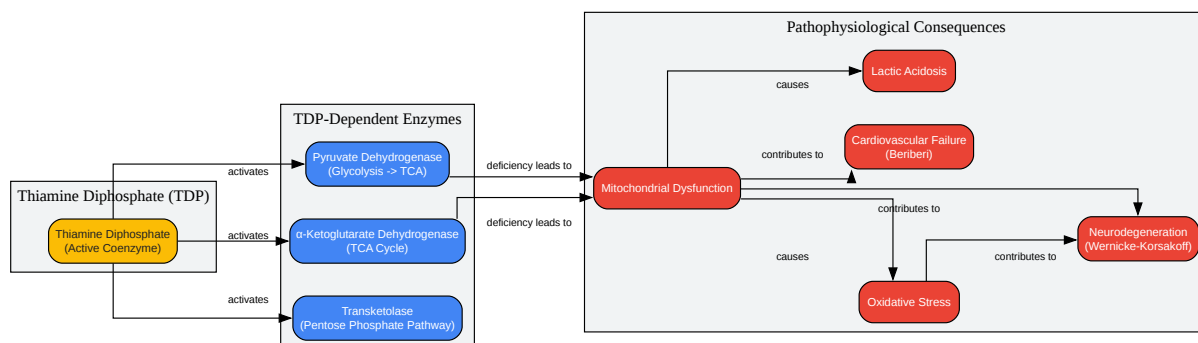 Pathophysiological Consequences
Lactic Acidosis
causes
TDP-Dependent Enzymes
Cardiovascular Failure
(Beriberi)
Pyruvate Dehydrogenase
(Glycolysis -> TCA)
contributes to
deficiency leads to
activates
Mitochondrial Dysfunction
Thiamine Diphosphate (TDP)
contributes to
deficiency leads to
Thiamine Diphosphate
(Active Coenzyme)
activates
α-Ketoglutarate Dehydrogenase
(TCA Cycle)
Neurodegeneration
(Wernicke-Korsakoff)
causes
contributes to
activates
Oxidative Stress
Transketolase
(Pentose Phosphate Pathway)